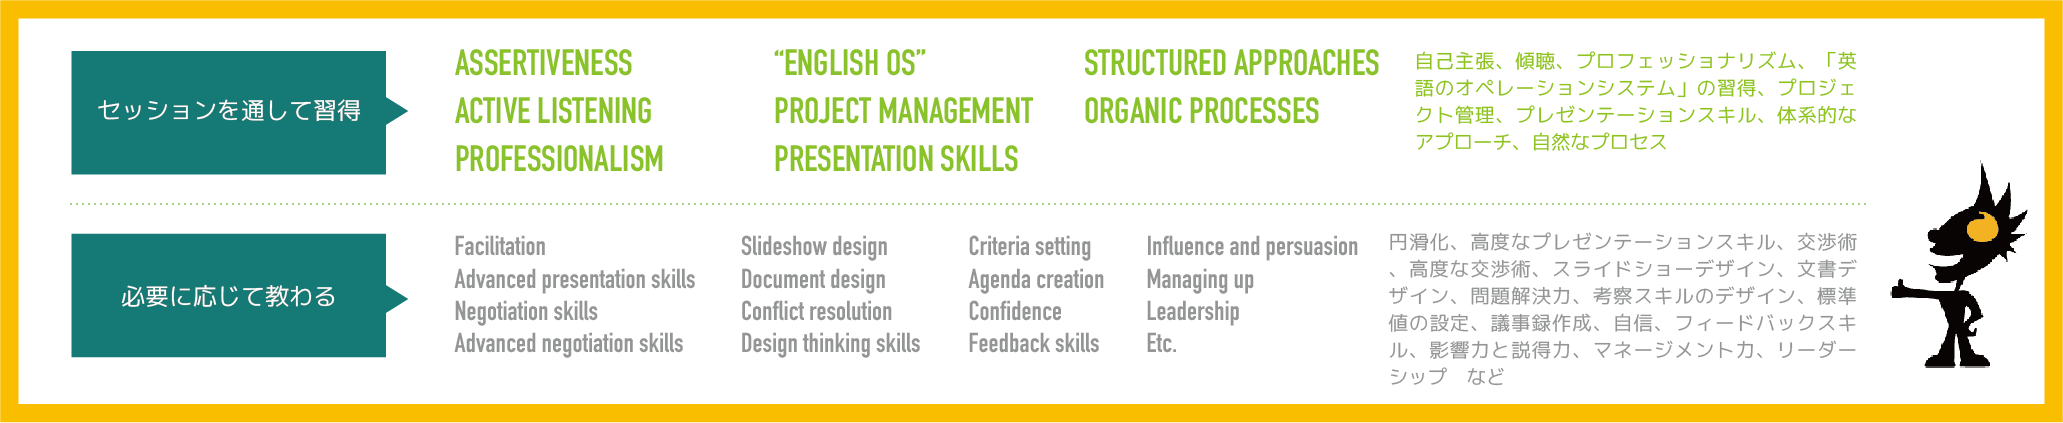 セッションを通して習得
ASSERTIVENESS
ACTIVE LISTENING
PROFESSIONALISM
“ENGLISH OS”
PROJECT MANAGEMENT
PRESENTATION SKILLS
STRUCTURED APPROACHES
ORGANIC PROCESSES
自己主張、傾聴、プロフェッショナリズム、「英
語のオペレーションシステム」の習得、プロジェ
クト管理、プレゼンテーションスキル、体系的な
アプローチ、自然なプロセス
必要に応じて教わる
Facilitation
Advanced presentation skills
Negotiation skills
Advanced negotiation skills
Slideshow design
Document design
Conflict resolution
Design thinking skills
Criteria setting
Agenda creation
Confidence
Feedback skills
Influence and persuasion
Managing up
Leadership
Etc.
円滑化、高度なプレゼンテーションスキル、交渉術
、高度な交渉術、スライドショーデザイン、文書デ
ザイン、問題解決力、考察スキルのデザイン、標準
値の設定、議事録作成、自信、フィードバックスキ
ル、影響力と説得力、マネージメント力、リーダー
シップ　など